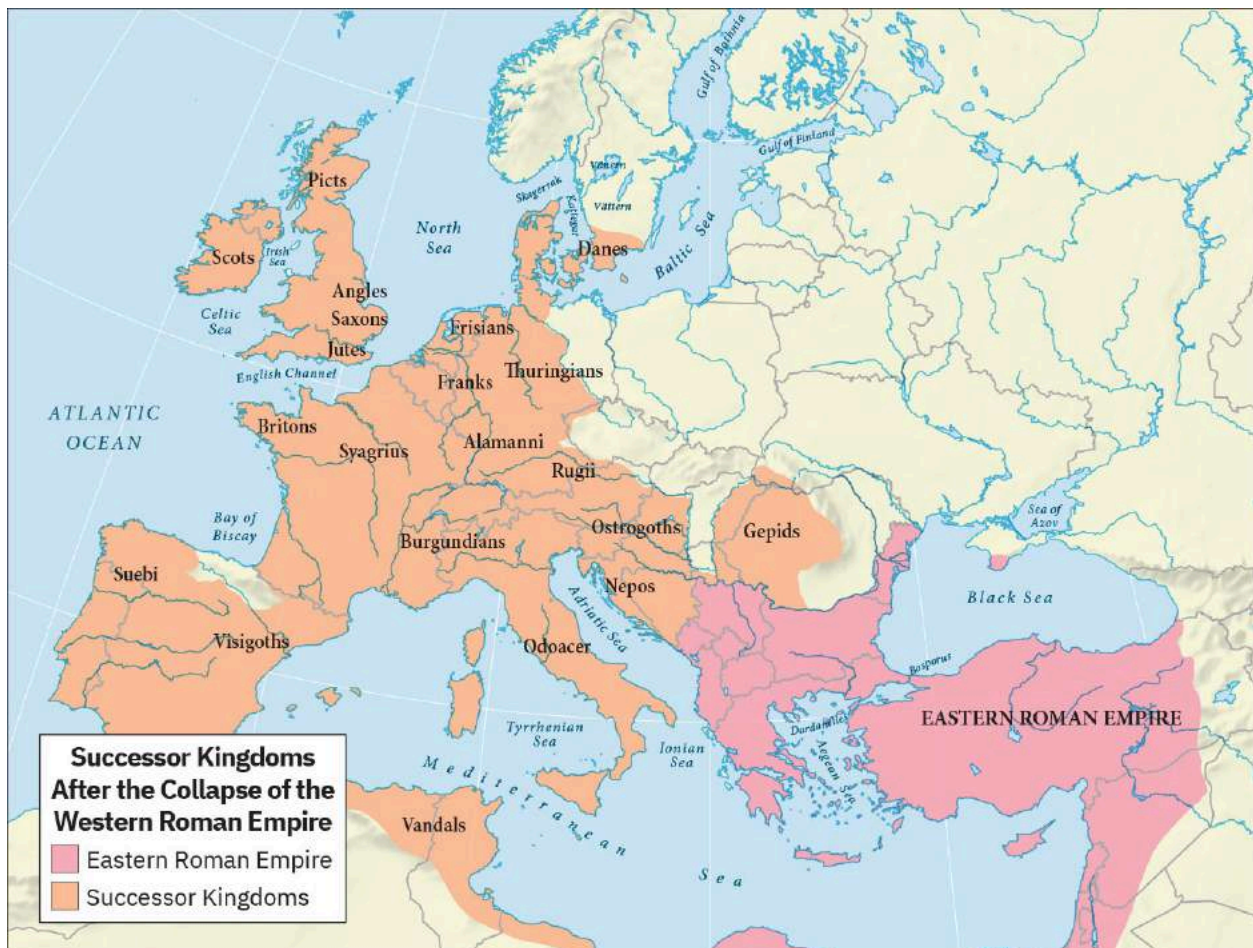 Gulf of Bothnia
Gulf of Finland
Vänern
Vättern
Skagerrak
Kattegat
Baltic Sea
Picts
North
Sea
Danes
Scots
Irish
Sea
Angles
Saxons
Jutes
Celtic
Sea
English Channel
Frisians
Franks
Thuringians
ATLANTIC
OCEAN
Britons
Syagrius
Alamanni
Rugii
Bay of
Biscay
Burgundians
Ostrogoths
Gepids
Sea of
Azov
Suebi
Nepos
Black Sea
Visigoths
Adriatic Sea
Odoacer
Bosporus
Tyrrhenian
Sea
Ionian
Sea
Dardanelles
Aegean Sea
EASTERN ROMAN EMPIRE
Mediterranean
Sea
Vandals
Successor Kingdoms
After the Collapse of the
Western Roman Empire
Eastern Roman Empire
Successor Kingdoms